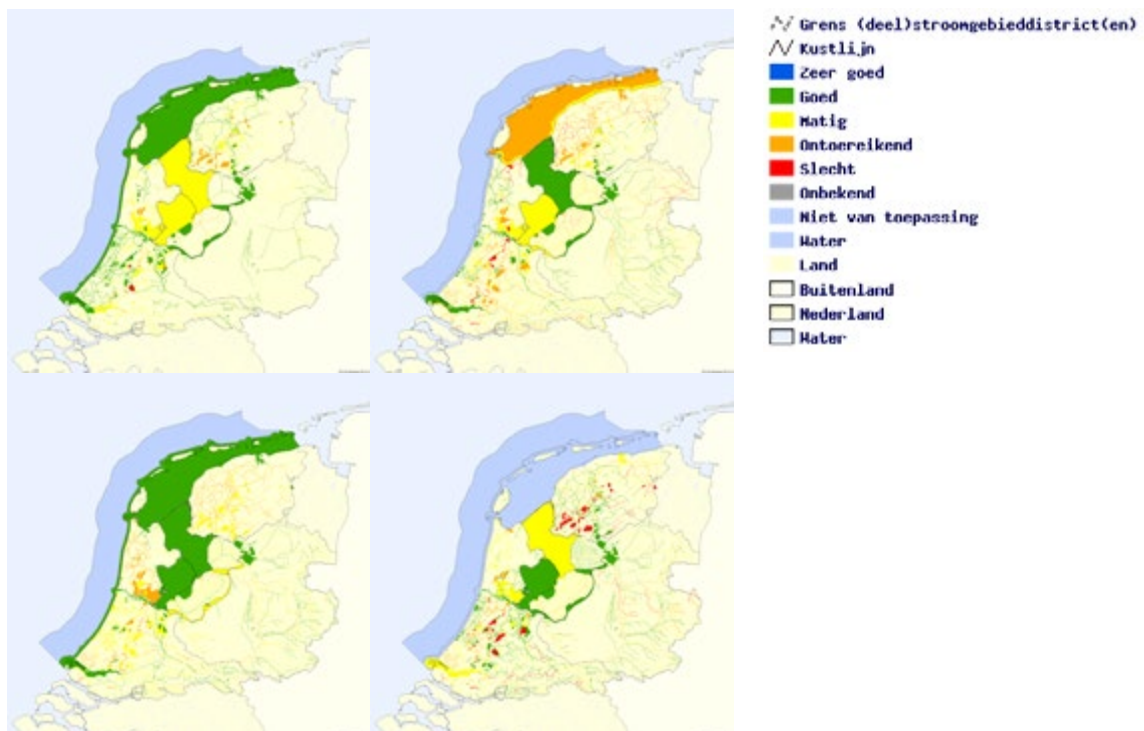 Grens (deel)stroomgebieddistrict(en)
Kustlijn
Zeer goed
Goed
Matig
Ontoereikend
Slecht
Onbekend
Niet van toepassing
Water
Land
Buitenland
Nederland
Water